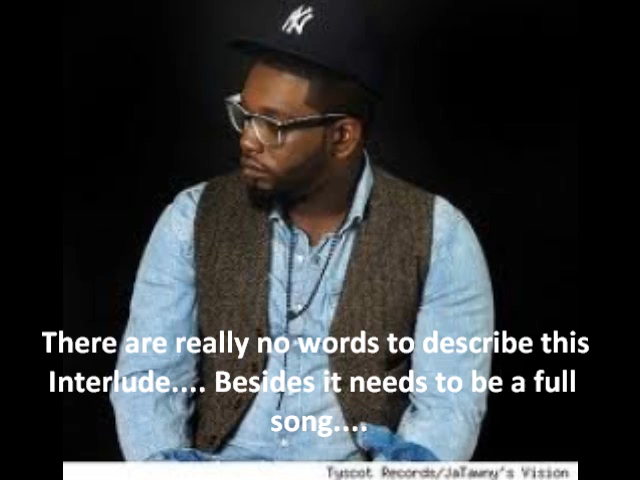 NY
There are really no words to describe this
Interlude.... Besides it needs to be a full
song....
Tyscot Records/JaTawny's Vision